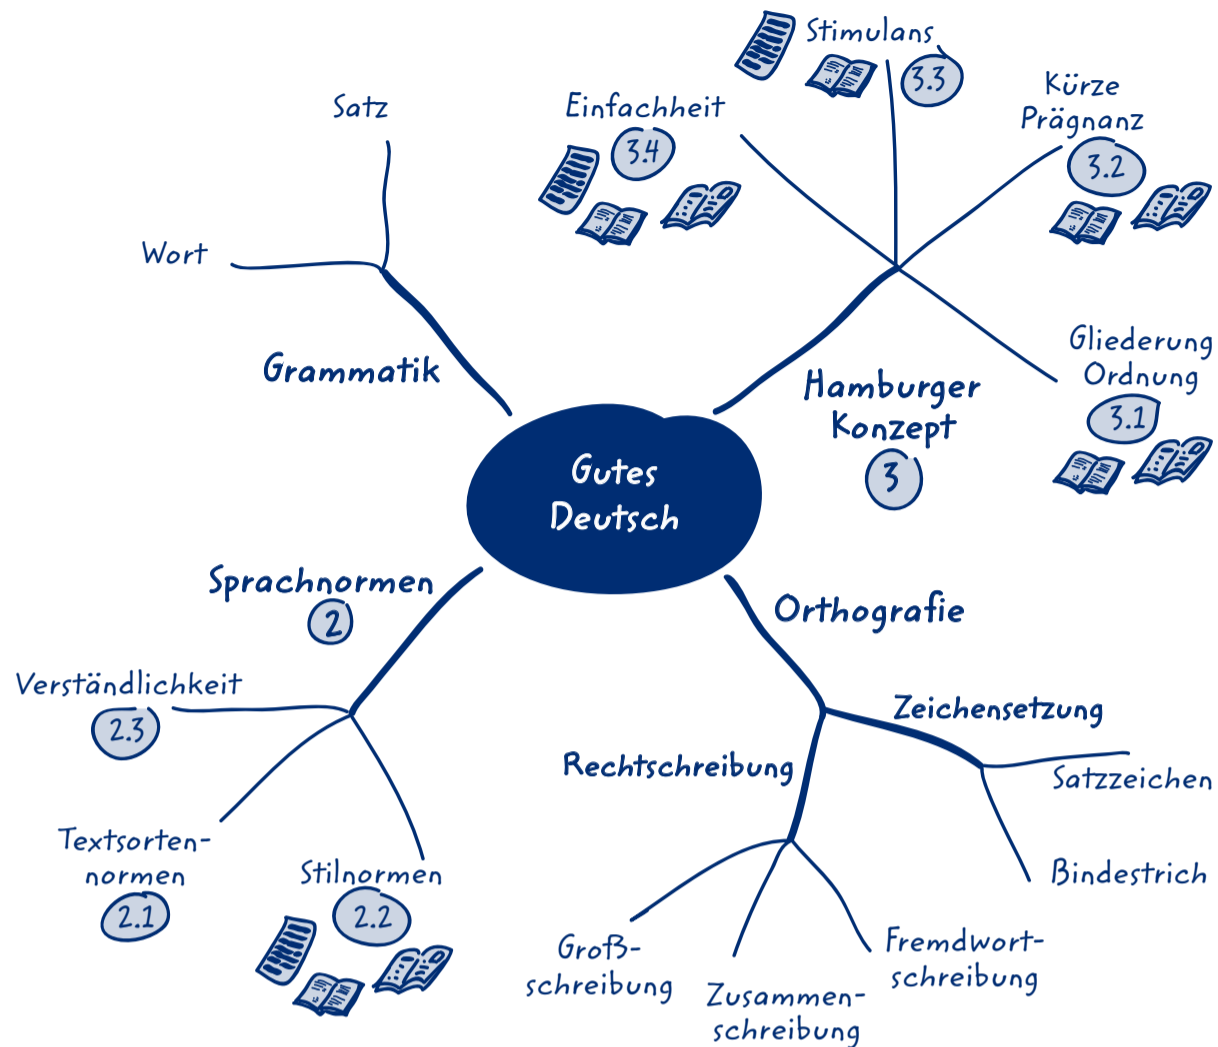 Stimulans
3.3
Einfachheit
3.4
Kürze
Prägnanz
3.2
Satz
Wort
Grammatik
Gliederung
Ordnung
3.1
Hamburger
Konzept
3
Gutes
Deutsch
Sprachnormen
2
Verständlichkeit
2.3
Textsorten-
normen
2.1
Stilnormen
2.2
Orthografie
Zeichensetzung
Satzzeichen
Bindestrich
Rechtschreibung
Groß-
schreibung
Zusammen-
schreibung
Fremdwort-
schreibung